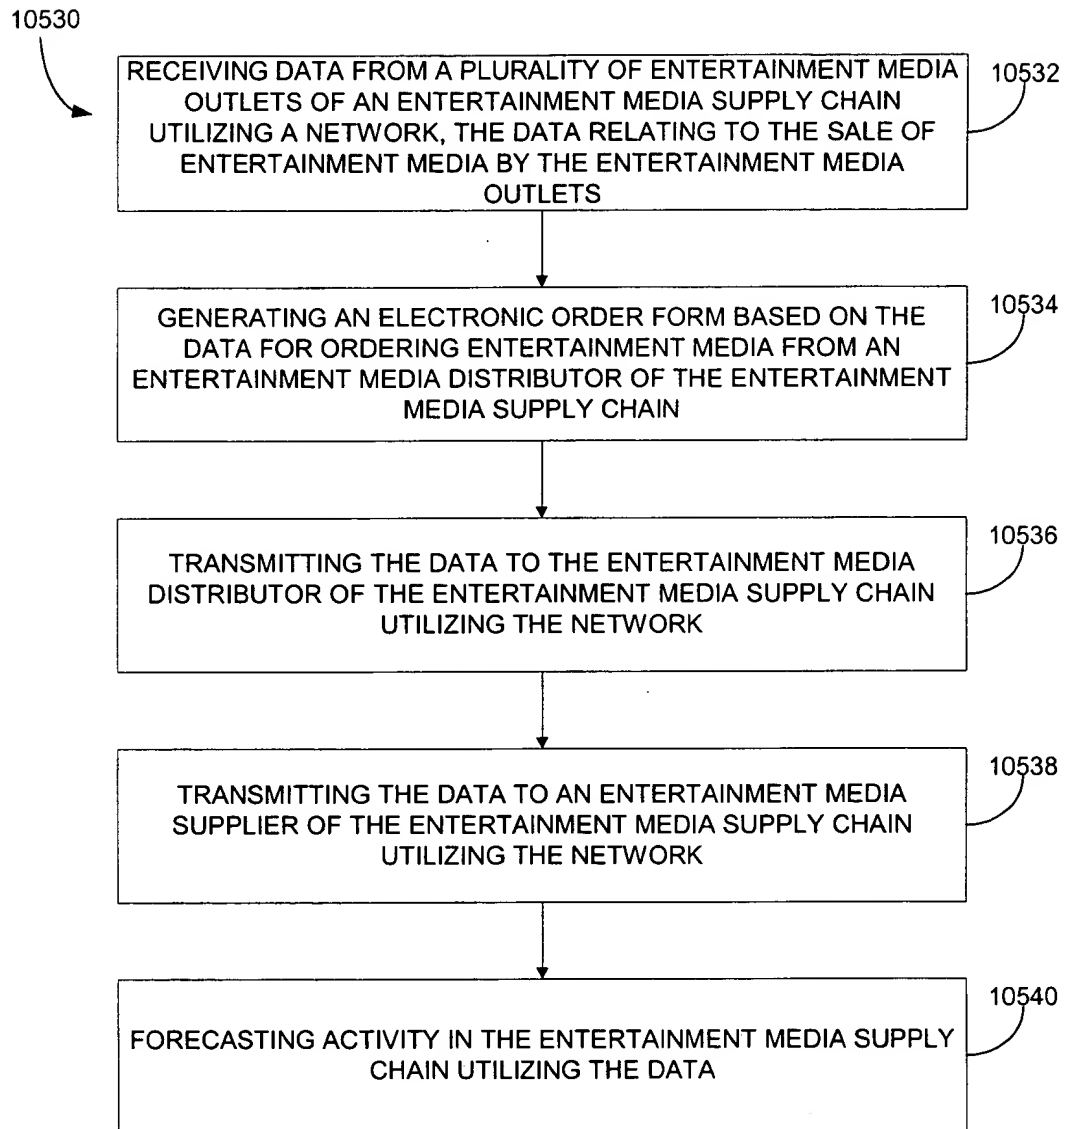 10530
RECEIVING DATA FROM A PLURALITY OF ENTERTAINMENT MEDIA
OUTLETS OF AN ENTERTAINMENT MEDIA SUPPLY CHAIN
UTILIZING A NETWORK, THE DATA RELATING TO THE SALE OF
ENTERTAINMENT MEDIA BY THE ENTERTAINMENT MEDIA
OUTLETS
10532
GENERATING AN ELECTRONIC ORDER FORM BASED ON THE
DATA FOR ORDERING ENTERTAINMENT MEDIA FROM AN
ENTERTAINMENT MEDIA DISTRIBUTOR OF THE ENTERTAINMENT
MEDIA SUPPLY CHAIN
10534
TRANSMITTING THE DATA TO THE ENTERTAINMENT MEDIA
DISTRIBUTOR OF THE ENTERTAINMENT MEDIA SUPPLY CHAIN
UTILIZING THE NETWORK
10536
TRANSMITTING THE DATA TO AN ENTERTAINMENT MEDIA
SUPPLIER OF THE ENTERTAINMENT MEDIA SUPPLY CHAIN
UTILIZING THE NETWORK
10538
FORECASTING ACTIVITY IN THE ENTERTAINMENT MEDIA SUPPLY
CHAIN UTILIZING THE DATA
10540